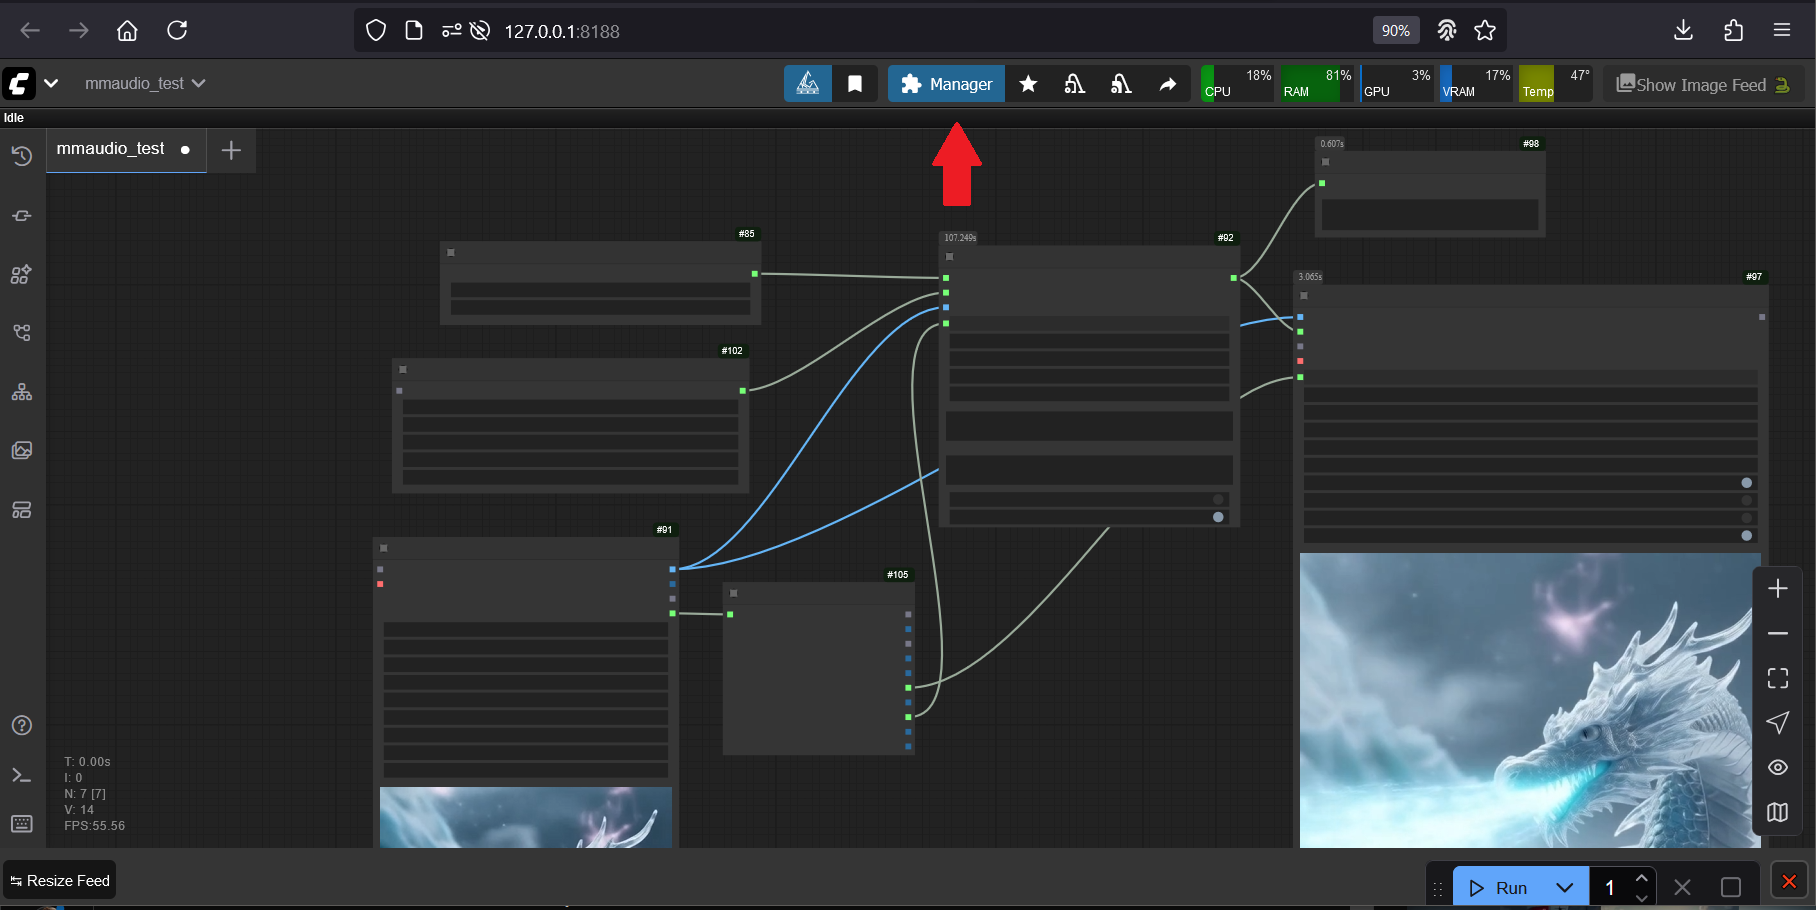 127.0.0.1:8188
90%
mmaudio_test
Manager
18%
CPU
81%
RAM
3%
GPU
17%
VRAM
47°
Temp
Show Image Feed
Idle
mmaudio_test
0.607s
#98
#85
107.249s
#92
3.065s
#97
#102
#91
#105
T: 0.00s
I: 0
N: 7 [7]
V: 14
FPS:55.56
Resize Feed
Run
1